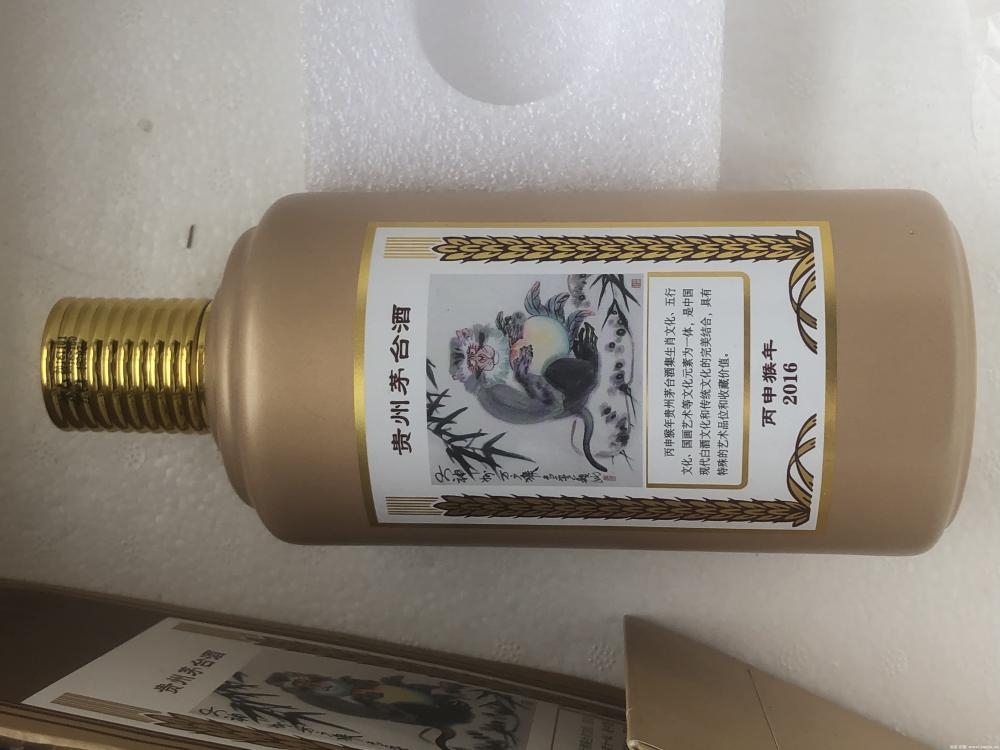 贵州茅台酒
丙申猴年贵州茅台酒集生肖文化、五行
文化、国画艺术等文化元素为一体，是中国
现代白酒文化和传统文化的完美结合，具有
特殊的艺术品位和收藏价值。
丙申猴年
2016
贵州茅台酒